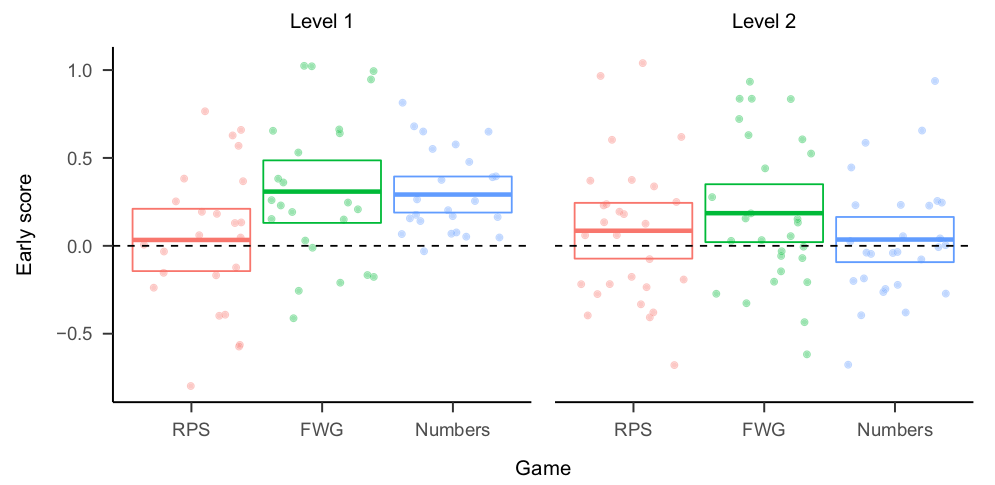 Level 1
Level 2
Early score
1.0
0.5
0.0
−0.5
RPS
FWG
Numbers
RPS
FWG
Numbers
Game